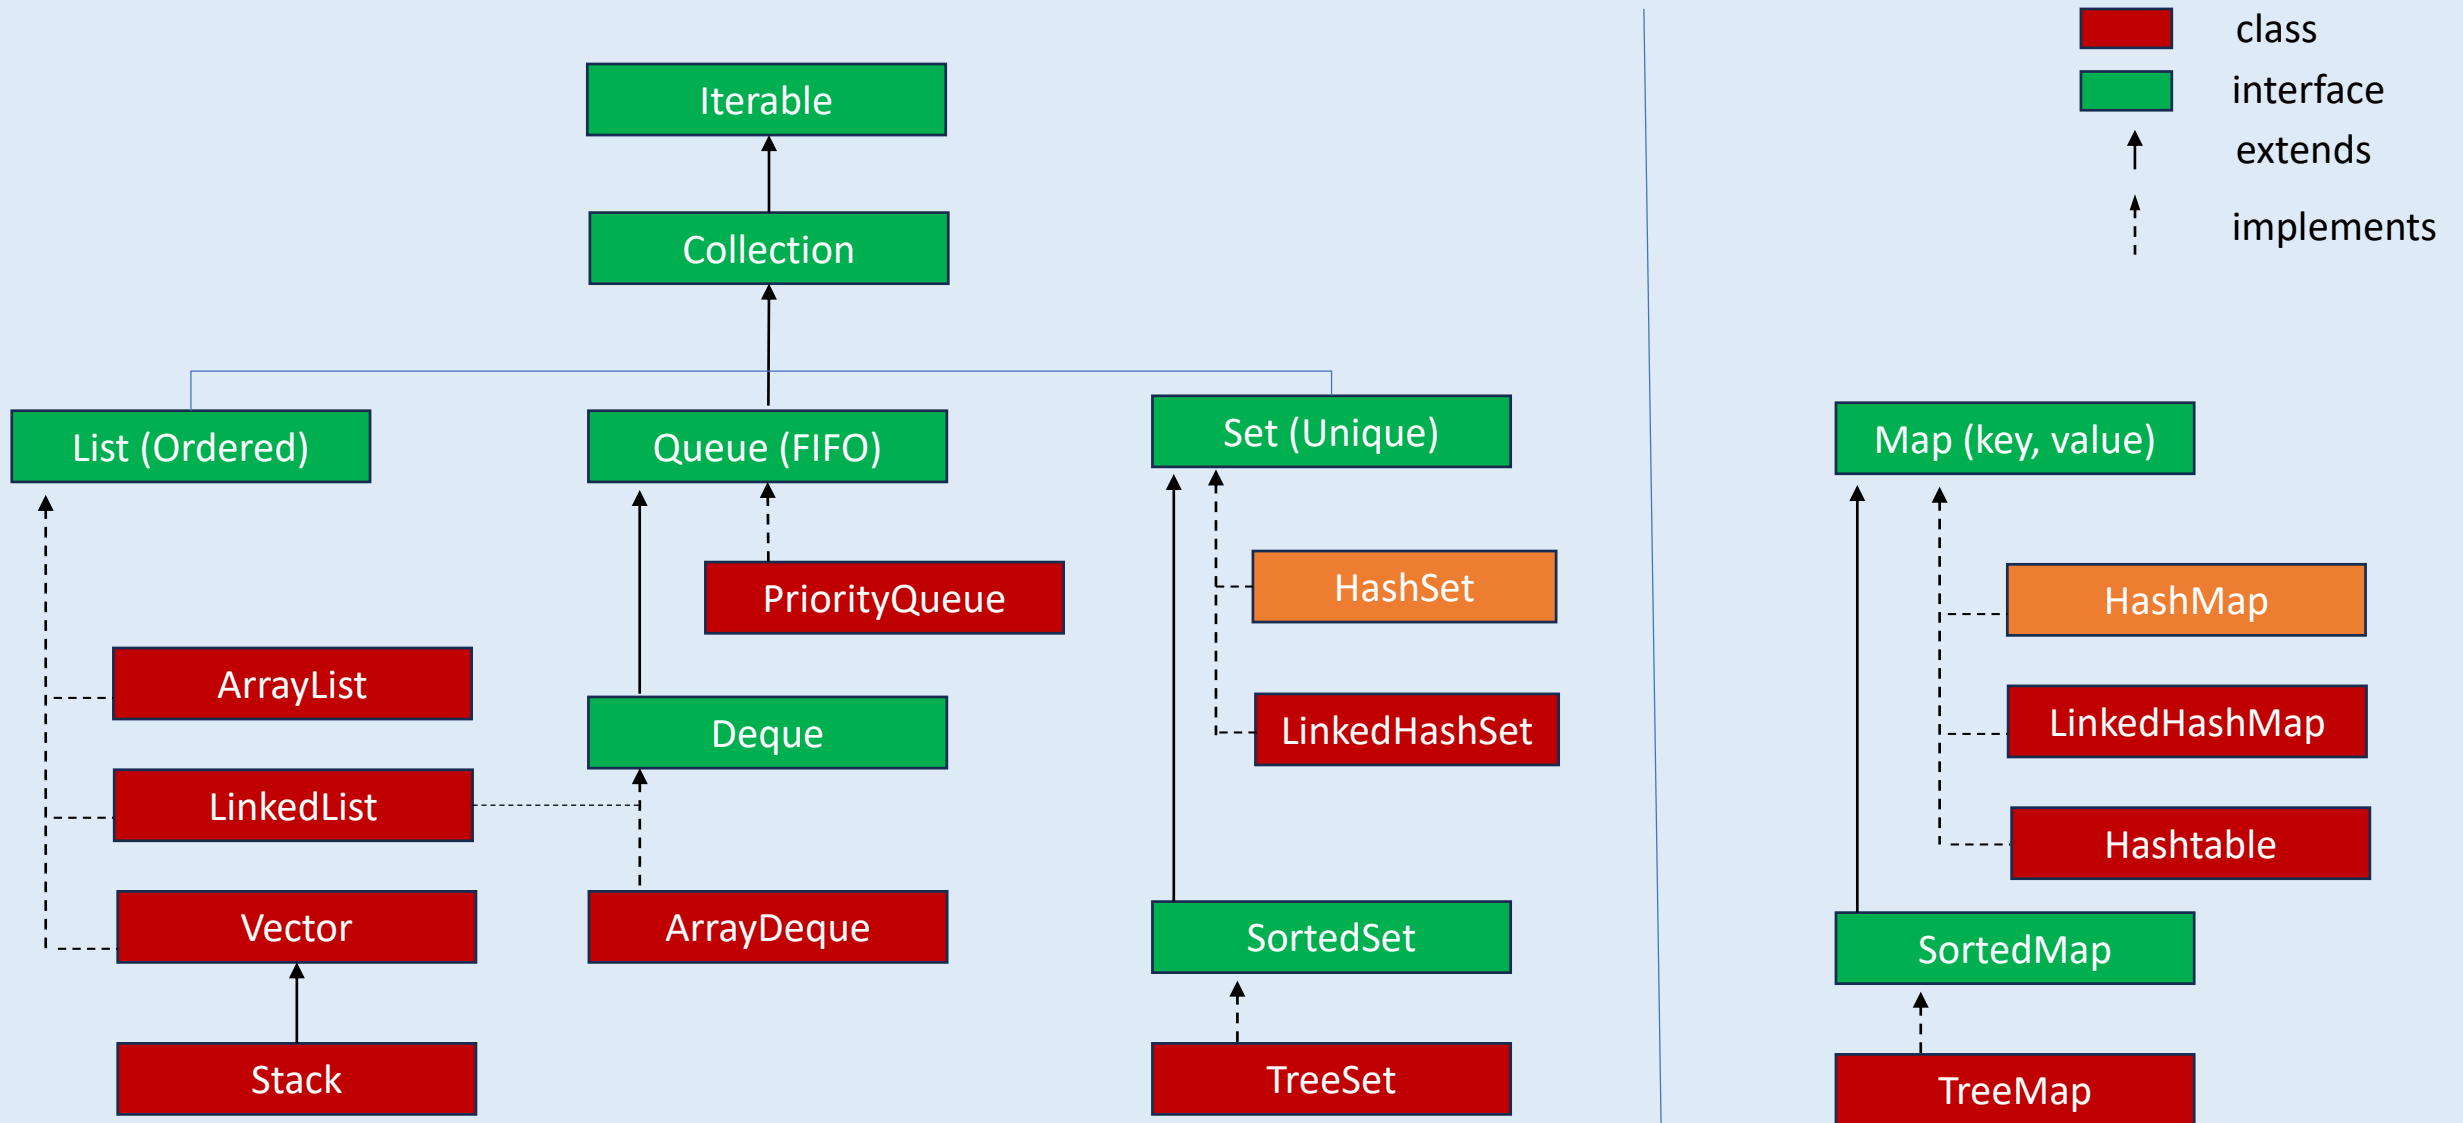 class
interface
extends
implements
Iterable
Collection
List (Ordered)
Queue (FIFO)
Set (Unique)
Map (key, value)
PriorityQueue
HashSet
HashMap
ArrayList
Deque
LinkedHashSet
LinkedHashMap
LinkedList
Hashtable
Vector
ArrayDeque
SortedSet
SortedMap
Stack
TreeSet
TreeMap